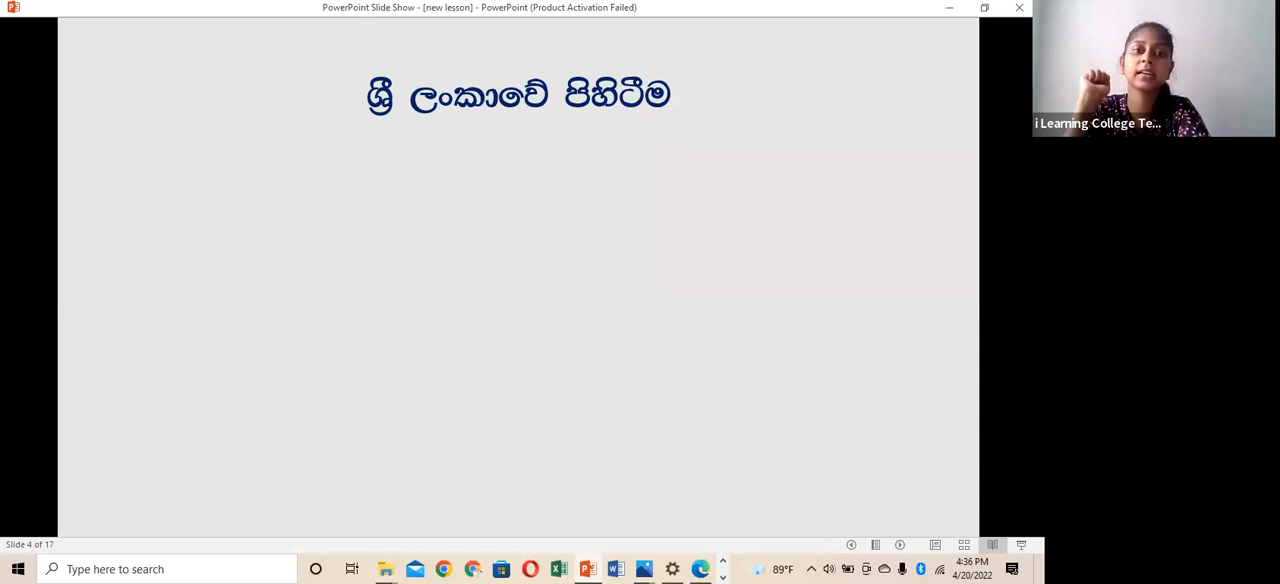 PowerPoint Slide Show - [new lesson] - PowerPoint (Product Activation Failed)
ශ්‍රී ලංකාවේ පිහිටීම
i Learning College Te...
Slide 4 of 17
Type here to search
89°F
4:36 PM
4/20/2022